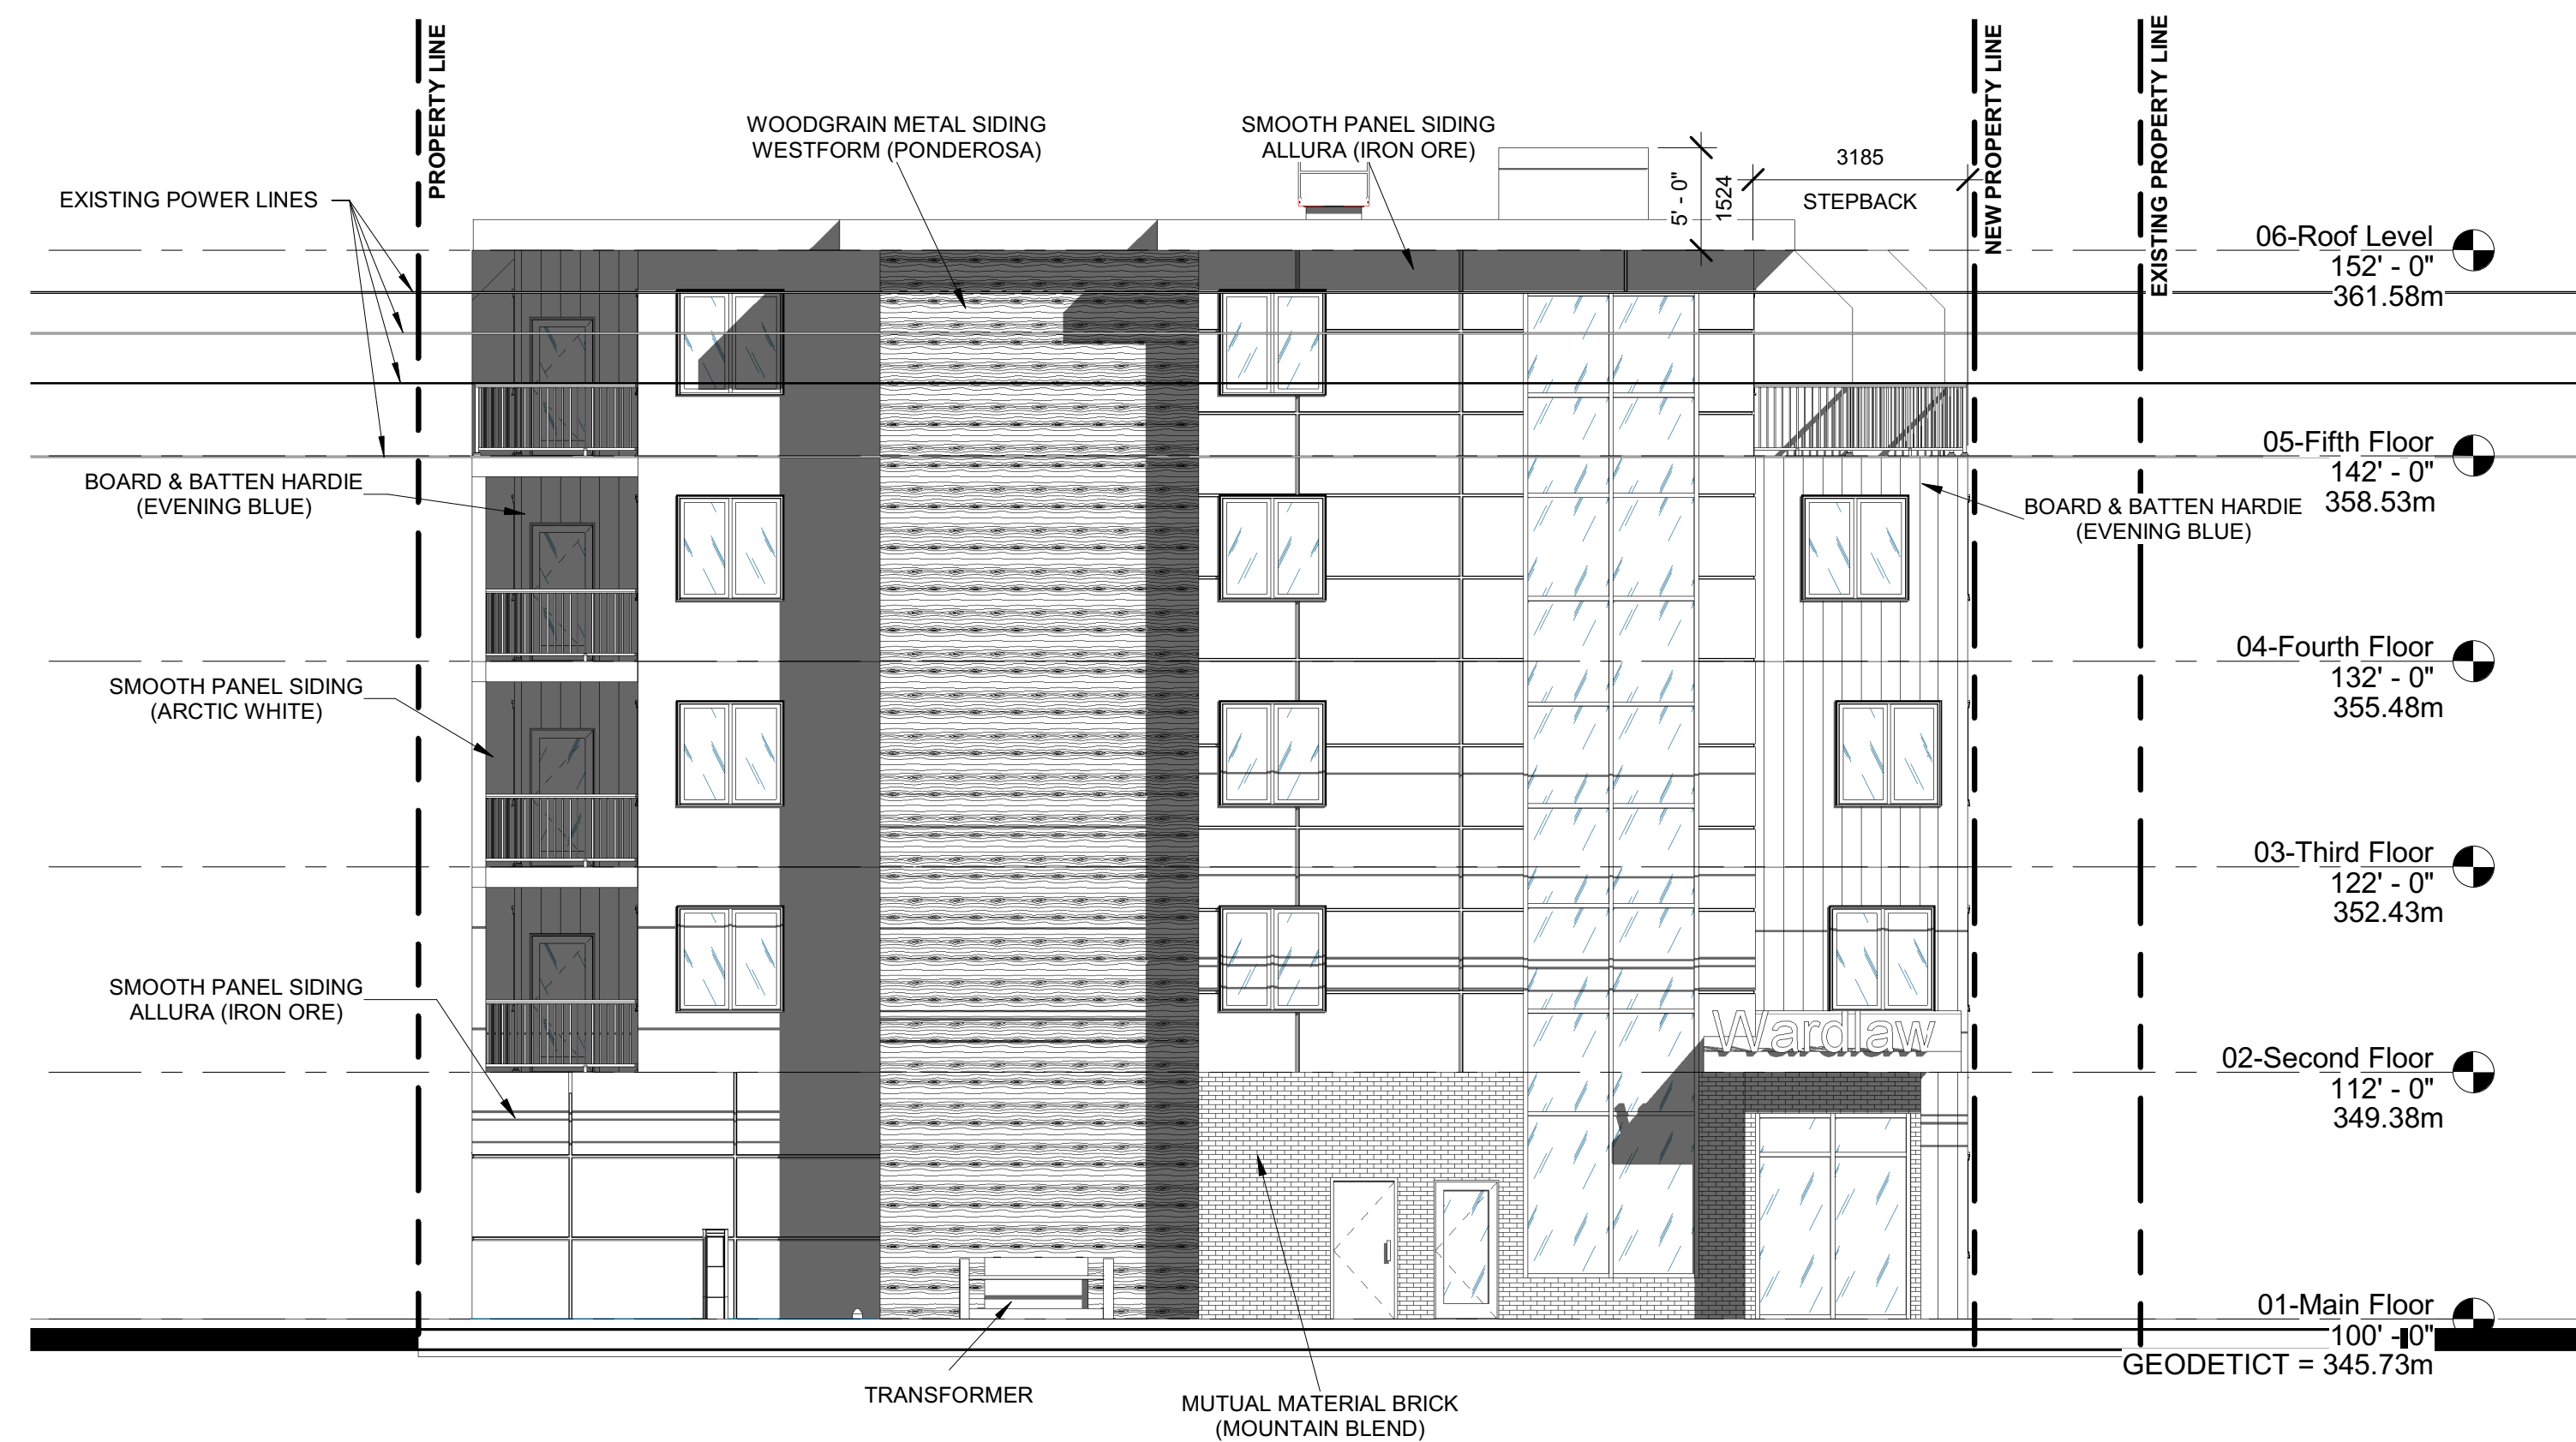 PROPERTY LINE
NEW PROPERTY LINE
EXISTING PROPERTY LINE
WOODGRAIN METAL SIDING
WESTFORM (PONDEROSA)
SMOOTH PANEL SIDING
ALLURA (IRON ORE)
5' - 0"
1524
3185
STEPBACK
EXISTING POWER LINES
06-Roof Level
152' - 0"
361.58m
05-Fifth Floor
142' - 0"
358.53m
BOARD & BATTEN HARDIE
(EVENING BLUE)
BOARD & BATTEN HARDIE
(EVENING BLUE)
04-Fourth Floor
132' - 0"
355.48m
SMOOTH PANEL SIDING
(ARCTIC WHITE)
03-Third Floor
122' - 0"
352.43m
SMOOTH PANEL SIDING
ALLURA (IRON ORE)
Wardlaw
02-Second Floor
112' - 0"
349.38m
01-Main Floor
100' - 0"
GEODETICT = 345.73m
TRANSFORMER
MUTUAL MATERIAL BRICK
(MOUNTAIN BLEND)